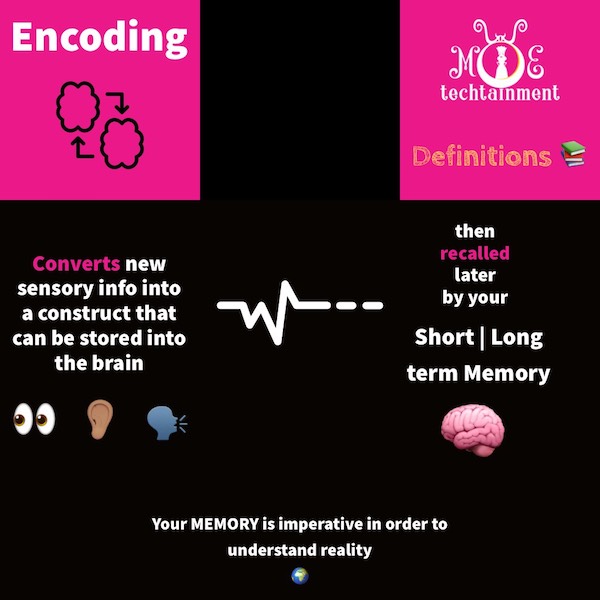 Encoding
MOE
techtainment
Definitions
Converts new
sensory info into
a construct that
can be stored into
the brain
then
recalled
later
by your
Short | Long
term Memory
Your MEMORY is imperative in order to
understand reality